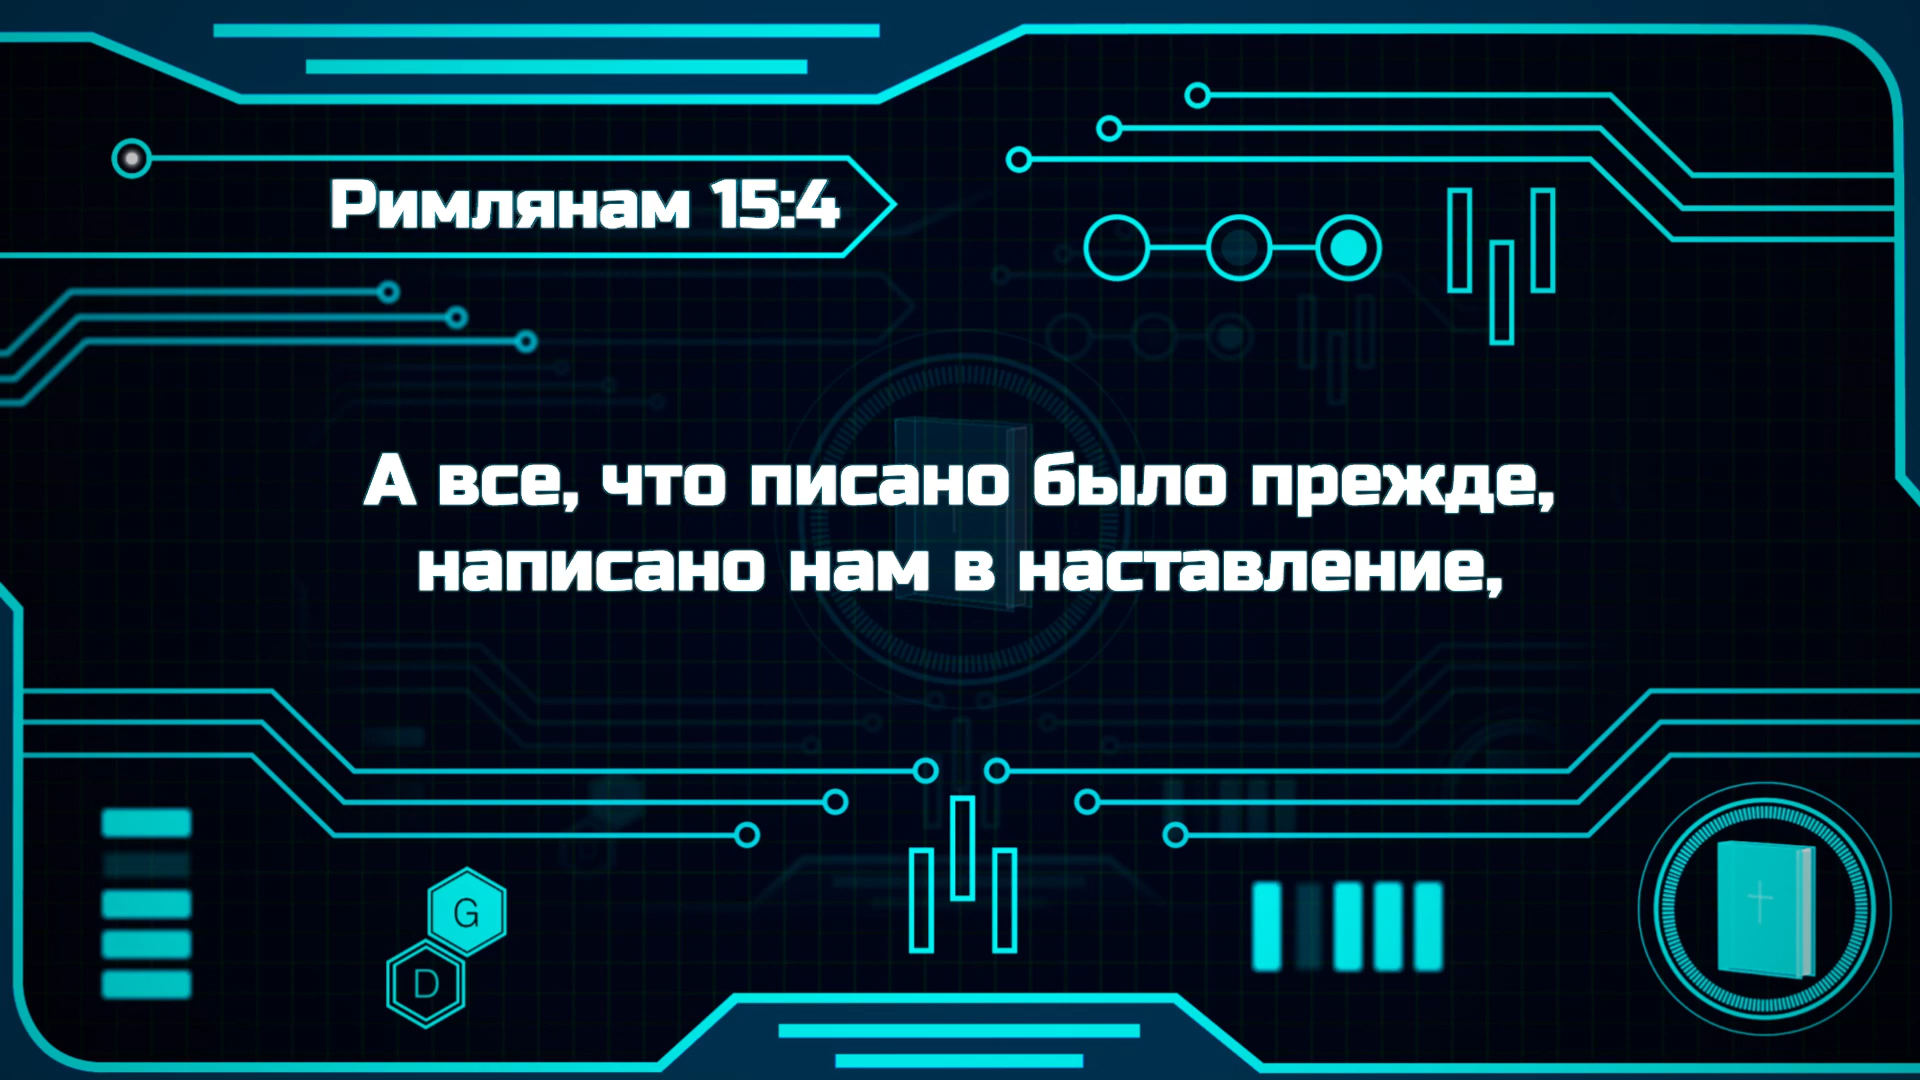 Римлянам 15:4
А все, что писано было прежде,
написано нам в наставление,
G
D